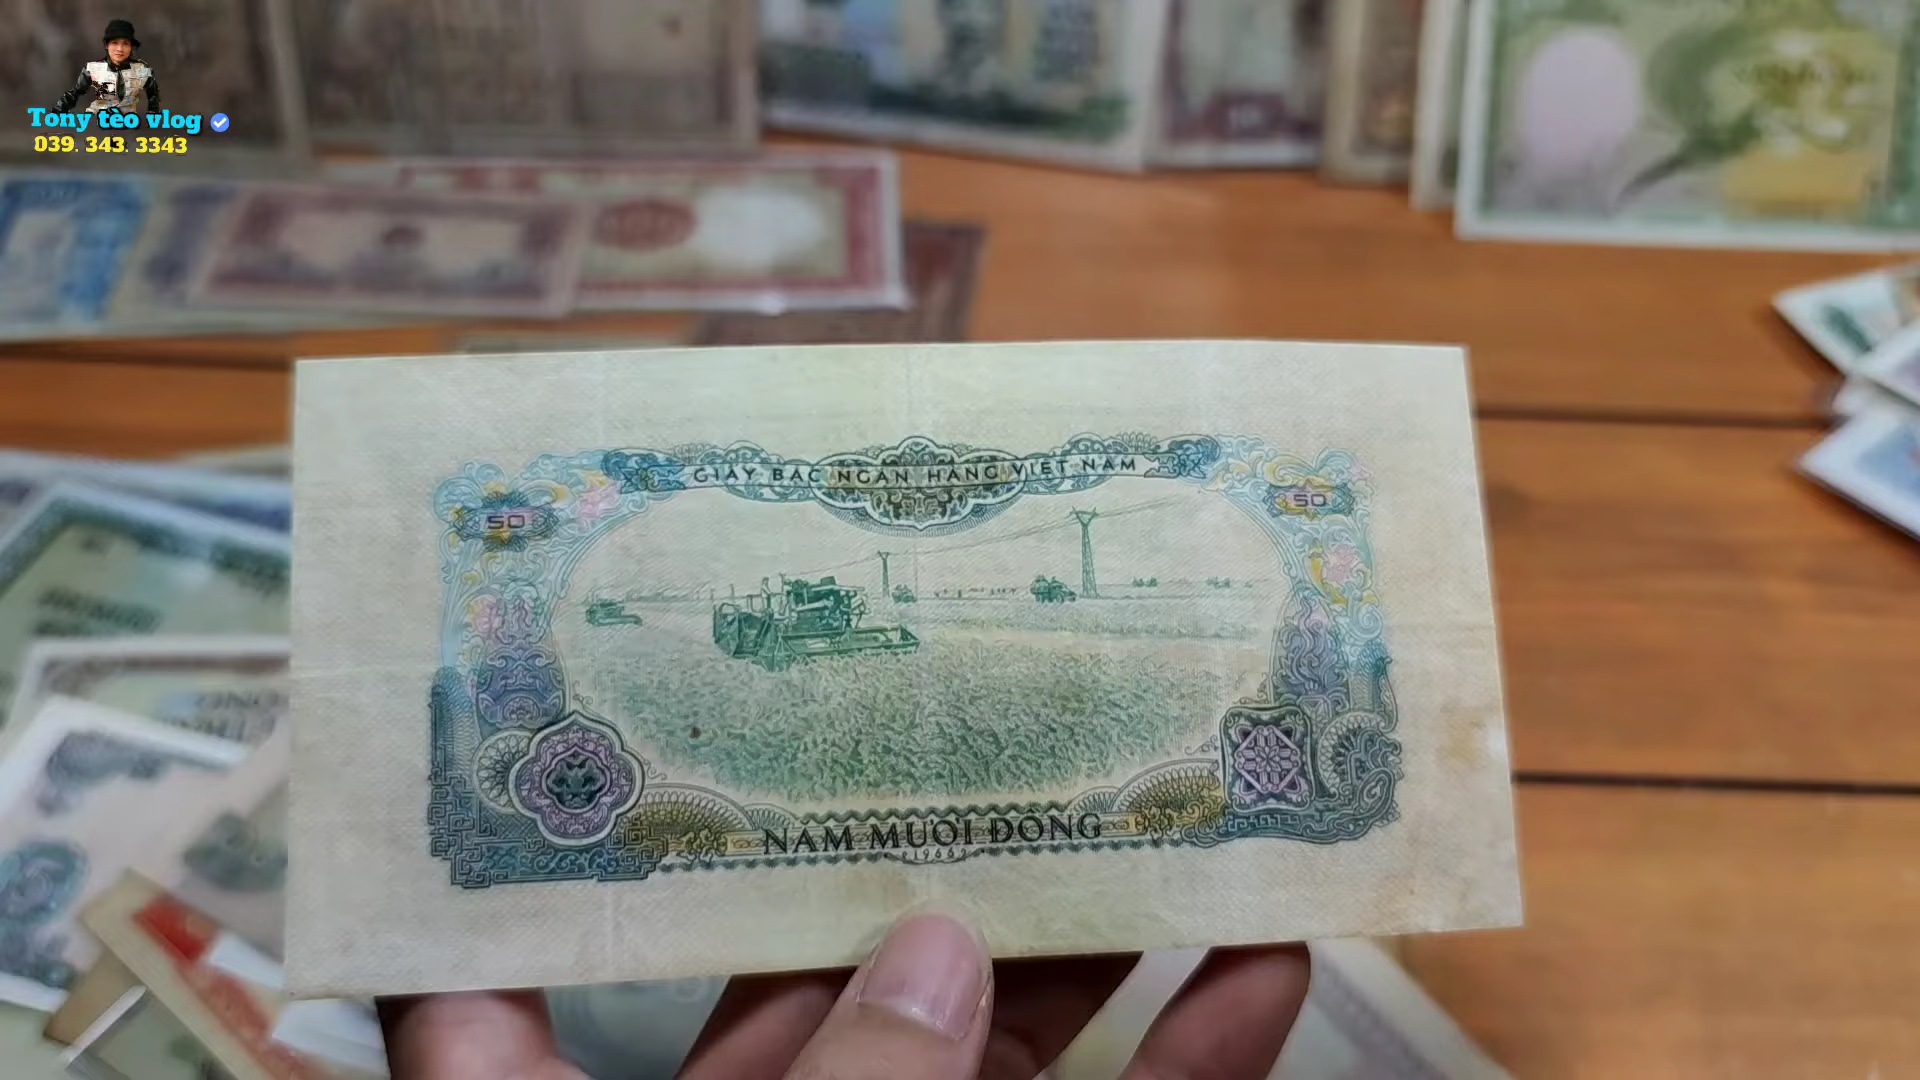 Tony tèo vlog
039. 343. 3343
GIẤY BẠC NGÂN HÀNG VIỆT NAM
50
50
NĂM MƯƠI ĐỒNG
1966